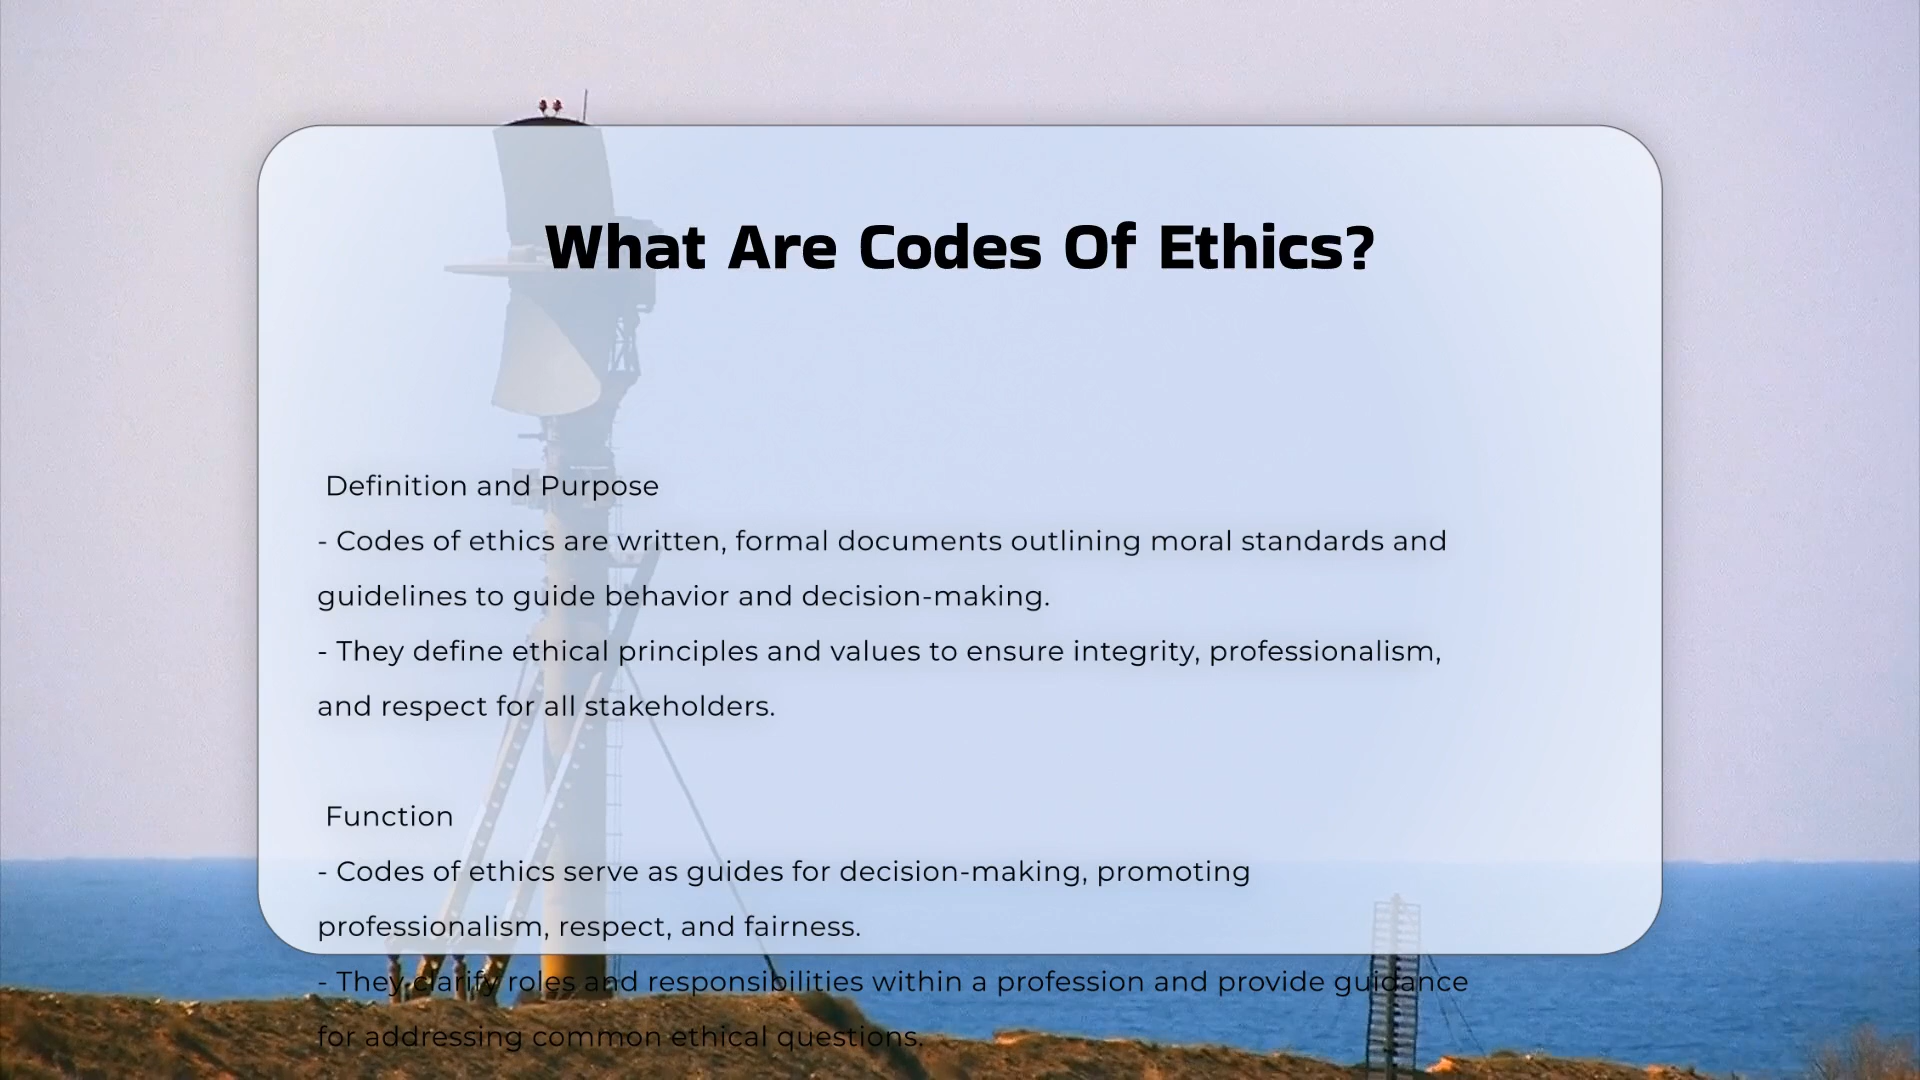 What Are Codes Of Ethics?
Definition and Purpose
- Codes of ethics are written, formal documents outlining moral standards and
guidelines to guide behavior and decision-making.
- They define ethical principles and values to ensure integrity, professionalism,
and respect for all stakeholders.
Function
- Codes of ethics serve as guides for decision-making, promoting
professionalism, respect, and fairness.
- They clarify roles and responsibilities within a profession and provide guidance
for addressing common ethical questions.